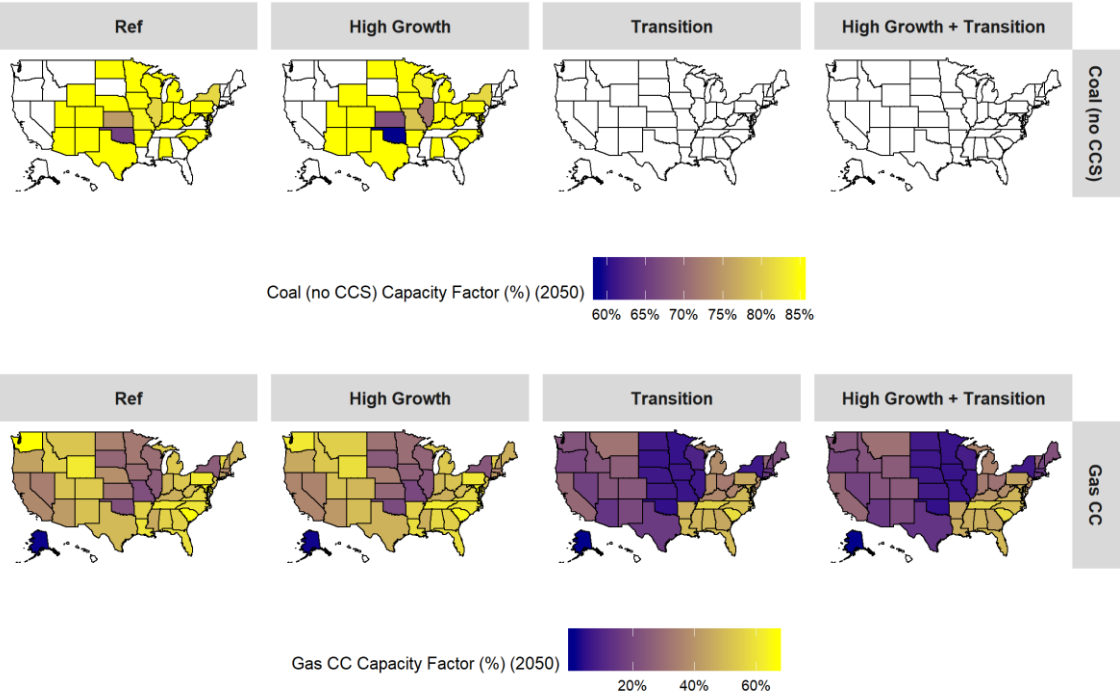 Ref
High Growth
Transition
High Growth + Transition
Coal (no CCS)
Coal (no CCS) Capacity Factor (%) (2050)
60% 65% 70% 75% 80% 85%
Ref
High Growth
Transition
High Growth + Transition
Gas CC
Gas CC Capacity Factor (%) (2050)
20% 40% 60%